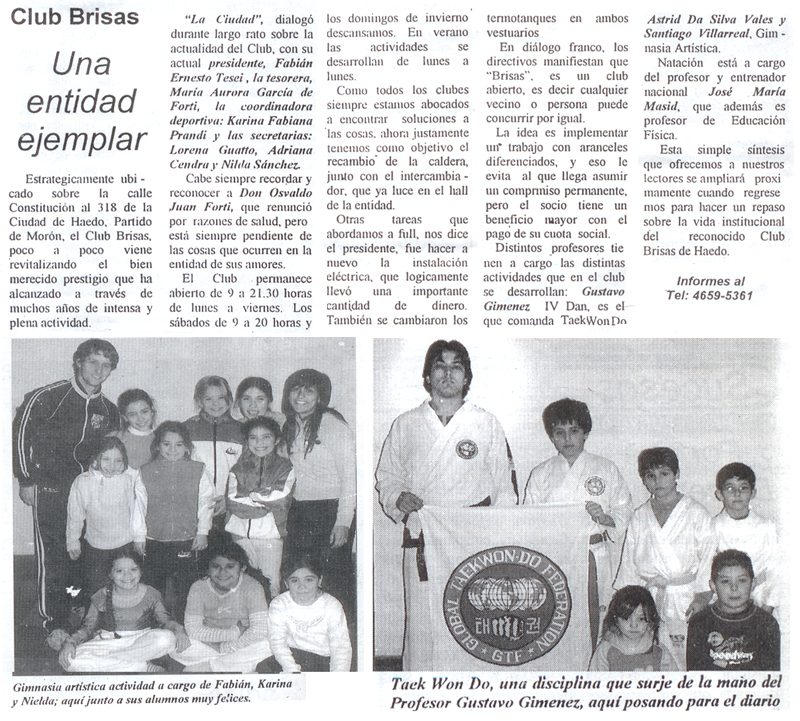 Club Brisas
Una
entidad
ejemplar
Estrategicamente ubi -
cado sobre la calle
Constitución al 318 de la
Ciudad de Haedo, Partido
de Morón, el Club Brisas,
poco a poco viene
revitalizando el bien
merecido prestigio que ha
alcanzado a través de
muchos años de intensa y
plena actividad.
"La Ciudad", dialogó
durante largo rato sobre la
actualidad del Club, con su
actual presidente, Fabián
Ernesto Tesei , la tesorera,
María Aurora García de
Forti, la coordinadora
deportiva: Karina Fabiana
Prandi y las secretarias:
Lorena Guatto, Adriana
Cendra y Nilda Sánchez.
Cabe siempre recordar y
reconocer a Don Osvaldo
Juan Forti, que renunció
por razones de salud, pero
está siempre pendiente de
las cosas que ocurren en la
entidad de sus amores.
El Club permanece
abierto de 9 a 21.30 horas
de lunes a viernes. Los
sábados de 9 a 20 horas y
los domingos de invierno
descansamos. En verano
las actividades se
desarrollan de lunes a
lunes.
Como todos los clubes
siempre estamos abocados
a encontrar soluciones a
las cosas, ahora justamente
tenemos como objetivo el
recambio de la caldera,
junto con el intercambia -
dor, que ya luce en el hall
de la entidad.
Otras tareas que
abordamos a full, nos dice
el presidente, fue hacer a
nuevo la instalación
eléctrica, que logicamente
llevó una importante
cantidad de dinero.
También se cambiaron los
termotanques en ambos
vestuarios
En diálogo franco, los
directivos manifiestan que
"Brisas", es un club
abierto, es decir cualquier
vecino o persona puede
concurrir por igual.
La idea es implementar
un trabajo con aranceles
diferenciados, y eso le
evita al que llega asumir
un compromiso permanente,
pero el socio tiene un
beneficio mayor con el
pago de su cuota social.
Distintos profesores tie
nen a cargo las distintas
actividades que en el club
se desarrollan: Gustavo
Gimenez IV Dan, es el
que comanda TaekWonDo
Astrid Da Silva Vales y
Santiago Villarreal, Gim -
nasia Artística.
Natación está a cargo
del profesor y entrenador
nacional José María
Masid, que además es
profesor de Educación
Física.
Esta simple síntesis
que ofrecemos a nuestros
lectores se ampliará proxi
mamente cuando regrese -
mos para hacer un repaso
sobre la vida institucional
del reconocido Club
Brisas de Haedo.
Informes al
Tel: 4659-5361
GLOBAL TAEKWON-DO FEDERATION
태권
GTF
Gimnasia artística actividad a cargo de Fabián, Karina
y Nielda; aquí junto a sus alumnos muy felices.
Taek Won Do, una disciplina que surje de la mano del
Profesor Gustavo Gimenez, aquí posando para el diario